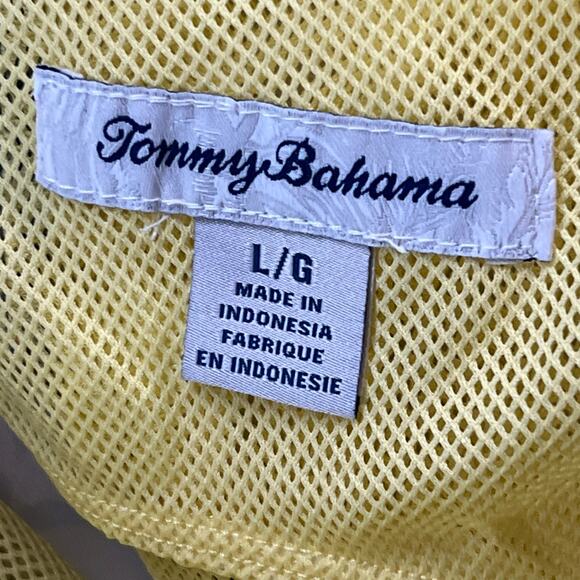 Tommy Bahama
L/G
MADE IN
INDONESIA
FABRIQUE
EN INDONESIE